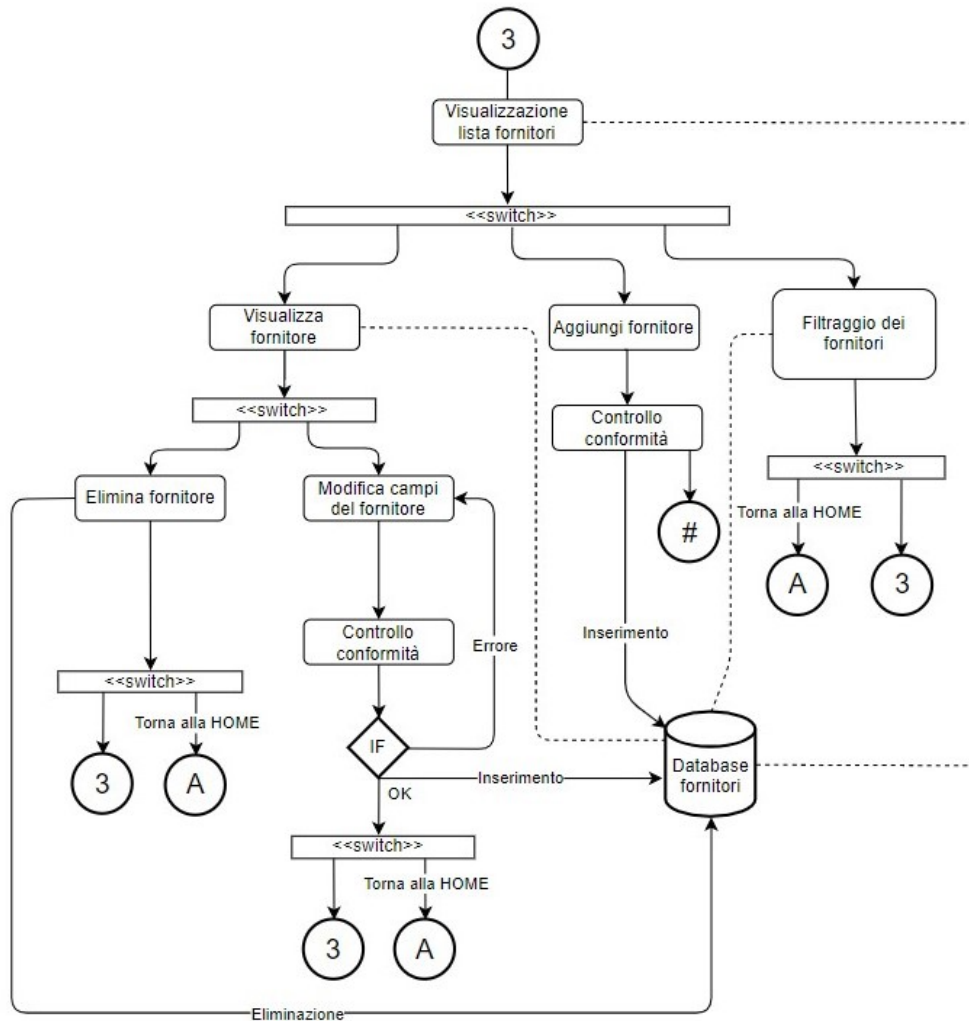 3
Visualizzazione
lista fornitori
<<switch>>
Visualizza
fornitore
Aggiungi fornitore
Filtraggio dei
fornitori
<<switch>>
Controllo
conformità
<<switch>>
Elimina fornitore
Modifica campi
del fornitore
Torna alla HOME
#
A
3
Controllo
conformità
Errore
Inserimento
<<switch>>
Torna alla HOME
IF
3
A
Inserimento
Database
fornitori
OK
<<switch>>
Torna alla HOME
3
A
Eliminazione